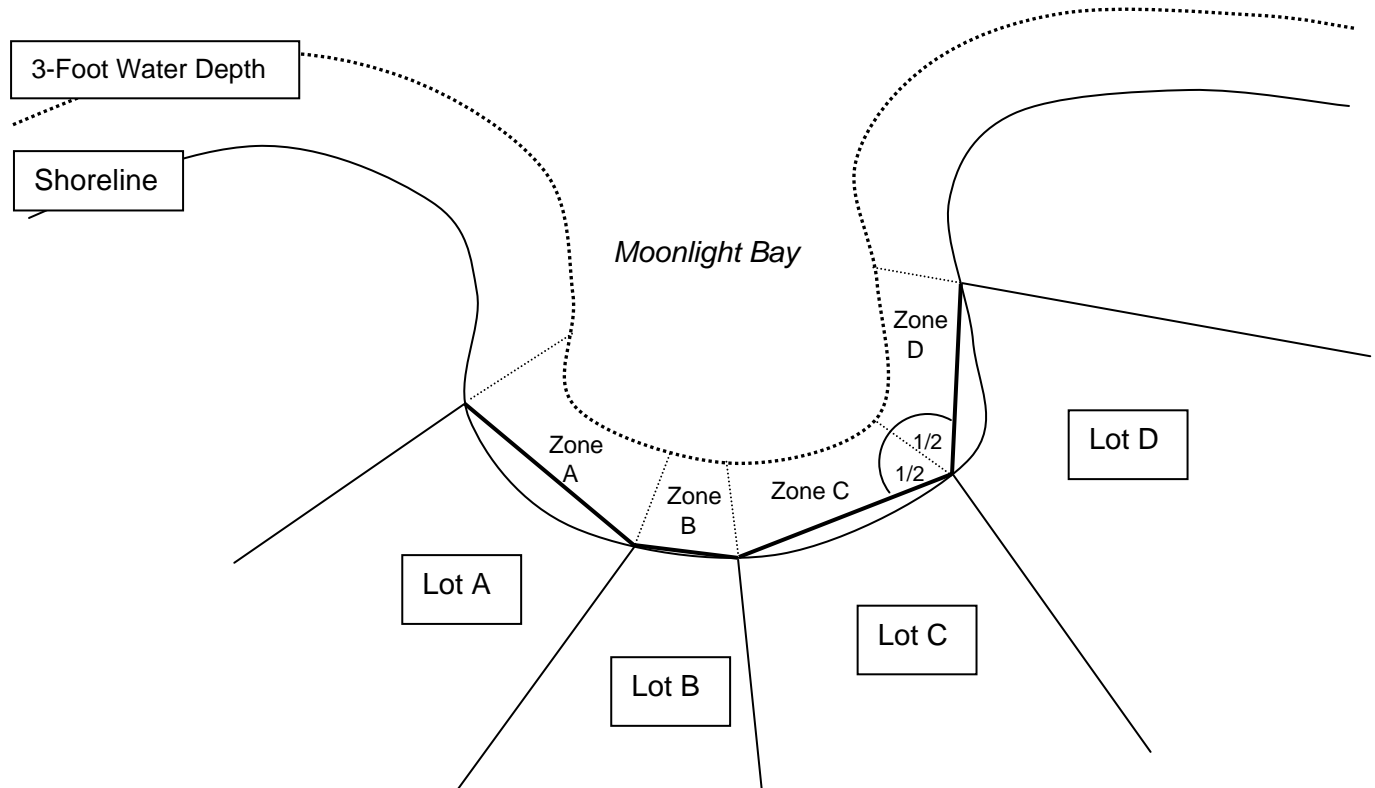 3-Foot Water Depth
Shoreline
Moonlight Bay
Zone
D
Zone
A
Zone
B
Zone C
1/2
1/2
Lot D
Lot A
Lot C
Lot B